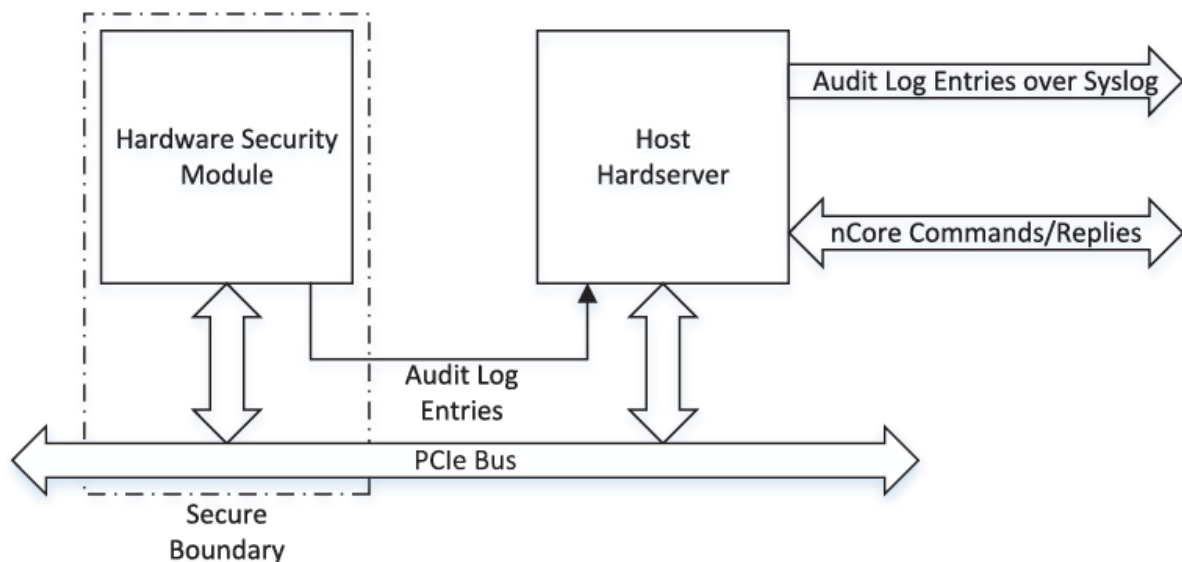 Hardware Security
Module
Host
Hardserver
Audit Log Entries over Syslog
nCore Commands/Replies
Audit Log
Entries
PCIe Bus
Secure
Boundary